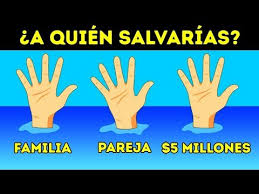 ¿A QUIÉN SALVARÍAS?
FAMILIA PAREJA $5 MILLONES